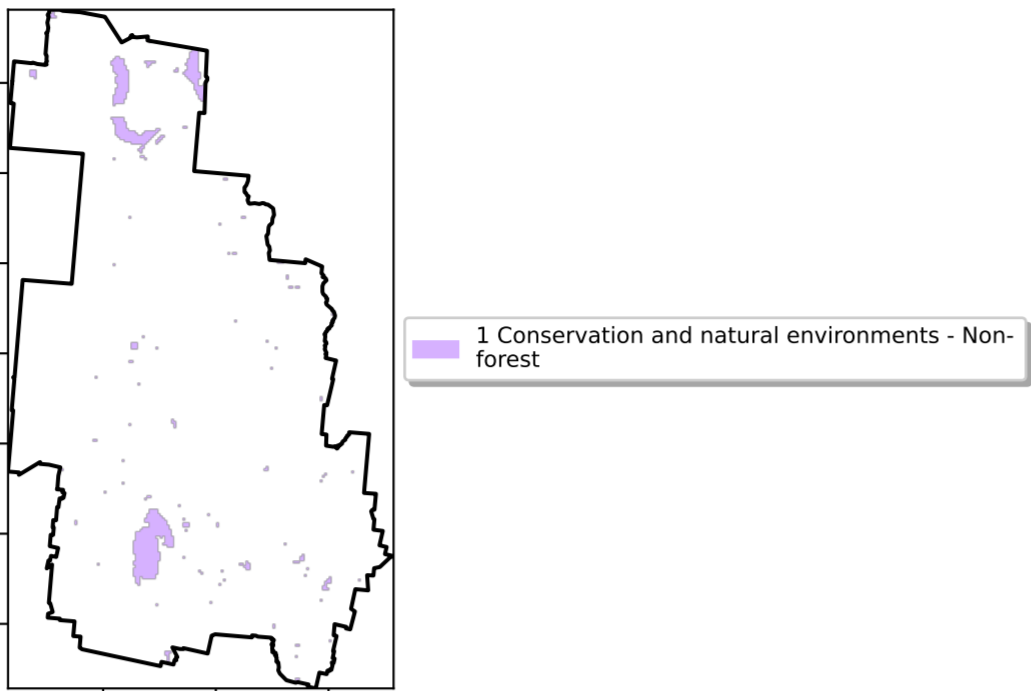 1 Conservation and natural environments - Non-
forest